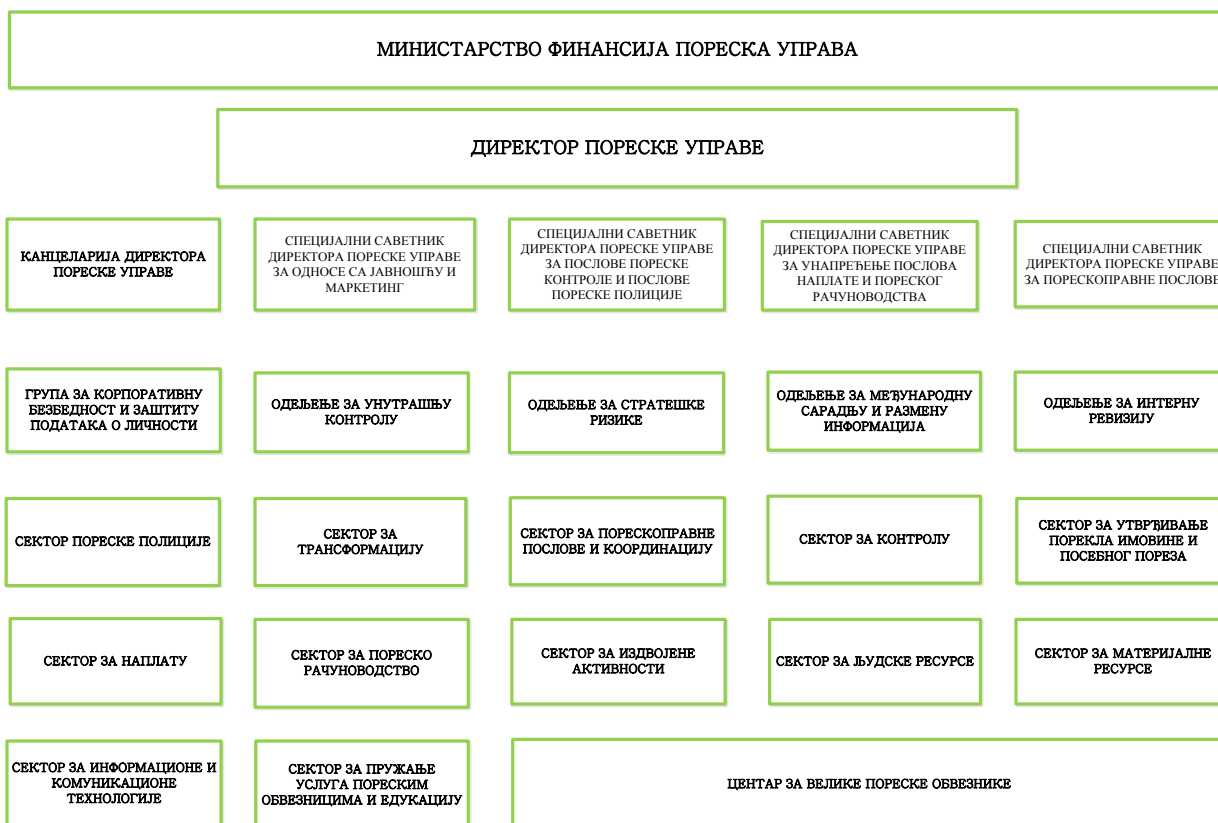 МИНИСТАРСТВО ФИНАНСИЈА ПОРЕСКА УПРАВА
ДИРЕКТОР ПОРЕСКЕ УПРАВЕ
КАНЦЕЛАРИЈА ДИРЕКТОРА
ПОРЕСКЕ УПРАВЕ
СПЕЦИЈАЛНИ САВЕТНИК
ДИРЕКТОРА ПОРЕСКЕ УПРАВЕ
ЗА ОДНОСЕ СА ЈАВНОШЋУ И
МАРКЕТИНГ
СПЕЦИЈАЛНИ САВЕТНИК
ДИРЕКТОРА ПОРЕСКЕ УПРАВЕ
ЗА ПОСЛОВЕ ПОРЕСКЕ
КОНТРОЛЕ И ПОСЛОВЕ
ПОРЕСКЕ ПОЛИЦИЈЕ
СПЕЦИЈАЛНИ САВЕТНИК
ДИРЕКТОРА ПОРЕСКЕ УПРАВЕ
ЗА УНАПРЕЂЕЊЕ ПОСЛОВА
НАПЛАТЕ И ПОРЕСКОГ
РАЧУНОВОДСТВА
СПЕЦИЈАЛНИ САВЕТНИК
ДИРЕКТОРА ПОРЕСКЕ УПРАВЕ
ЗА ПОРЕСКОПРАВНЕ ПОСЛОВЕ
ГРУПА ЗА КОРПОРАТИВНУ
БЕЗБЕДНОСТ И ЗАШТИТУ
ПОДАТАКА О ЛИЧНОСТИ
ОДЕЉЕЊЕ ЗА УНУТРАШЊУ
КОНТРОЛУ
ОДЕЉЕЊЕ ЗА СТРАТЕШКЕ
РИЗИКЕ
ОДЕЉЕЊЕ ЗА МЕЂУНАРОДНУ
САРАДЊУ И РАЗМЕНУ
ИНФОРМАЦИЈА
ОДЕЉЕЊЕ ЗА ИНТЕРНУ
РЕВИЗИЈУ
СЕКТОР ПОРЕСКЕ ПОЛИЦИЈЕ
СЕКТОР ЗА
ТРАНСФОРМАЦИЈУ
СЕКТОР ЗА ПОРЕСКОПРАВНЕ
ПОСЛОВЕ И КООРДИНАЦИЈУ
СЕКТОР ЗА КОНТРОЛУ
СЕКТОР ЗА УТВРЂИВАЊЕ
ПОРЕКЛА ИМОВИНЕ И
ПОСЕБНОГ ПОРЕЗА
СЕКТОР ЗА НАПЛАТУ
СЕКТОР ЗА ПОРЕСКО
РАЧУНОВОДСТВО
СЕКТОР ЗА ИЗДВОЈЕНЕ
АКТИВНОСТИ
СЕКТОР ЗА ЉУДСКЕ РЕСУРСЕ
СЕКТОР ЗА МАТЕРИЈАЛНЕ
РЕСУРСЕ
СЕКТОР ЗА ИНФОРМАЦИОНЕ И
КОМУНИКАЦИОНЕ
ТЕХНОЛОГИЈЕ
СЕКТОР ЗА ПРУЖАЊЕ
УСЛУГА ПОРЕСКИМ
ОБВЕЗНИЦИМА И ЕДУКАЦИЈУ
ЦЕНТАР ЗА ВЕЛИКЕ ПОРЕСКЕ ОБВЕЗНИКЕ